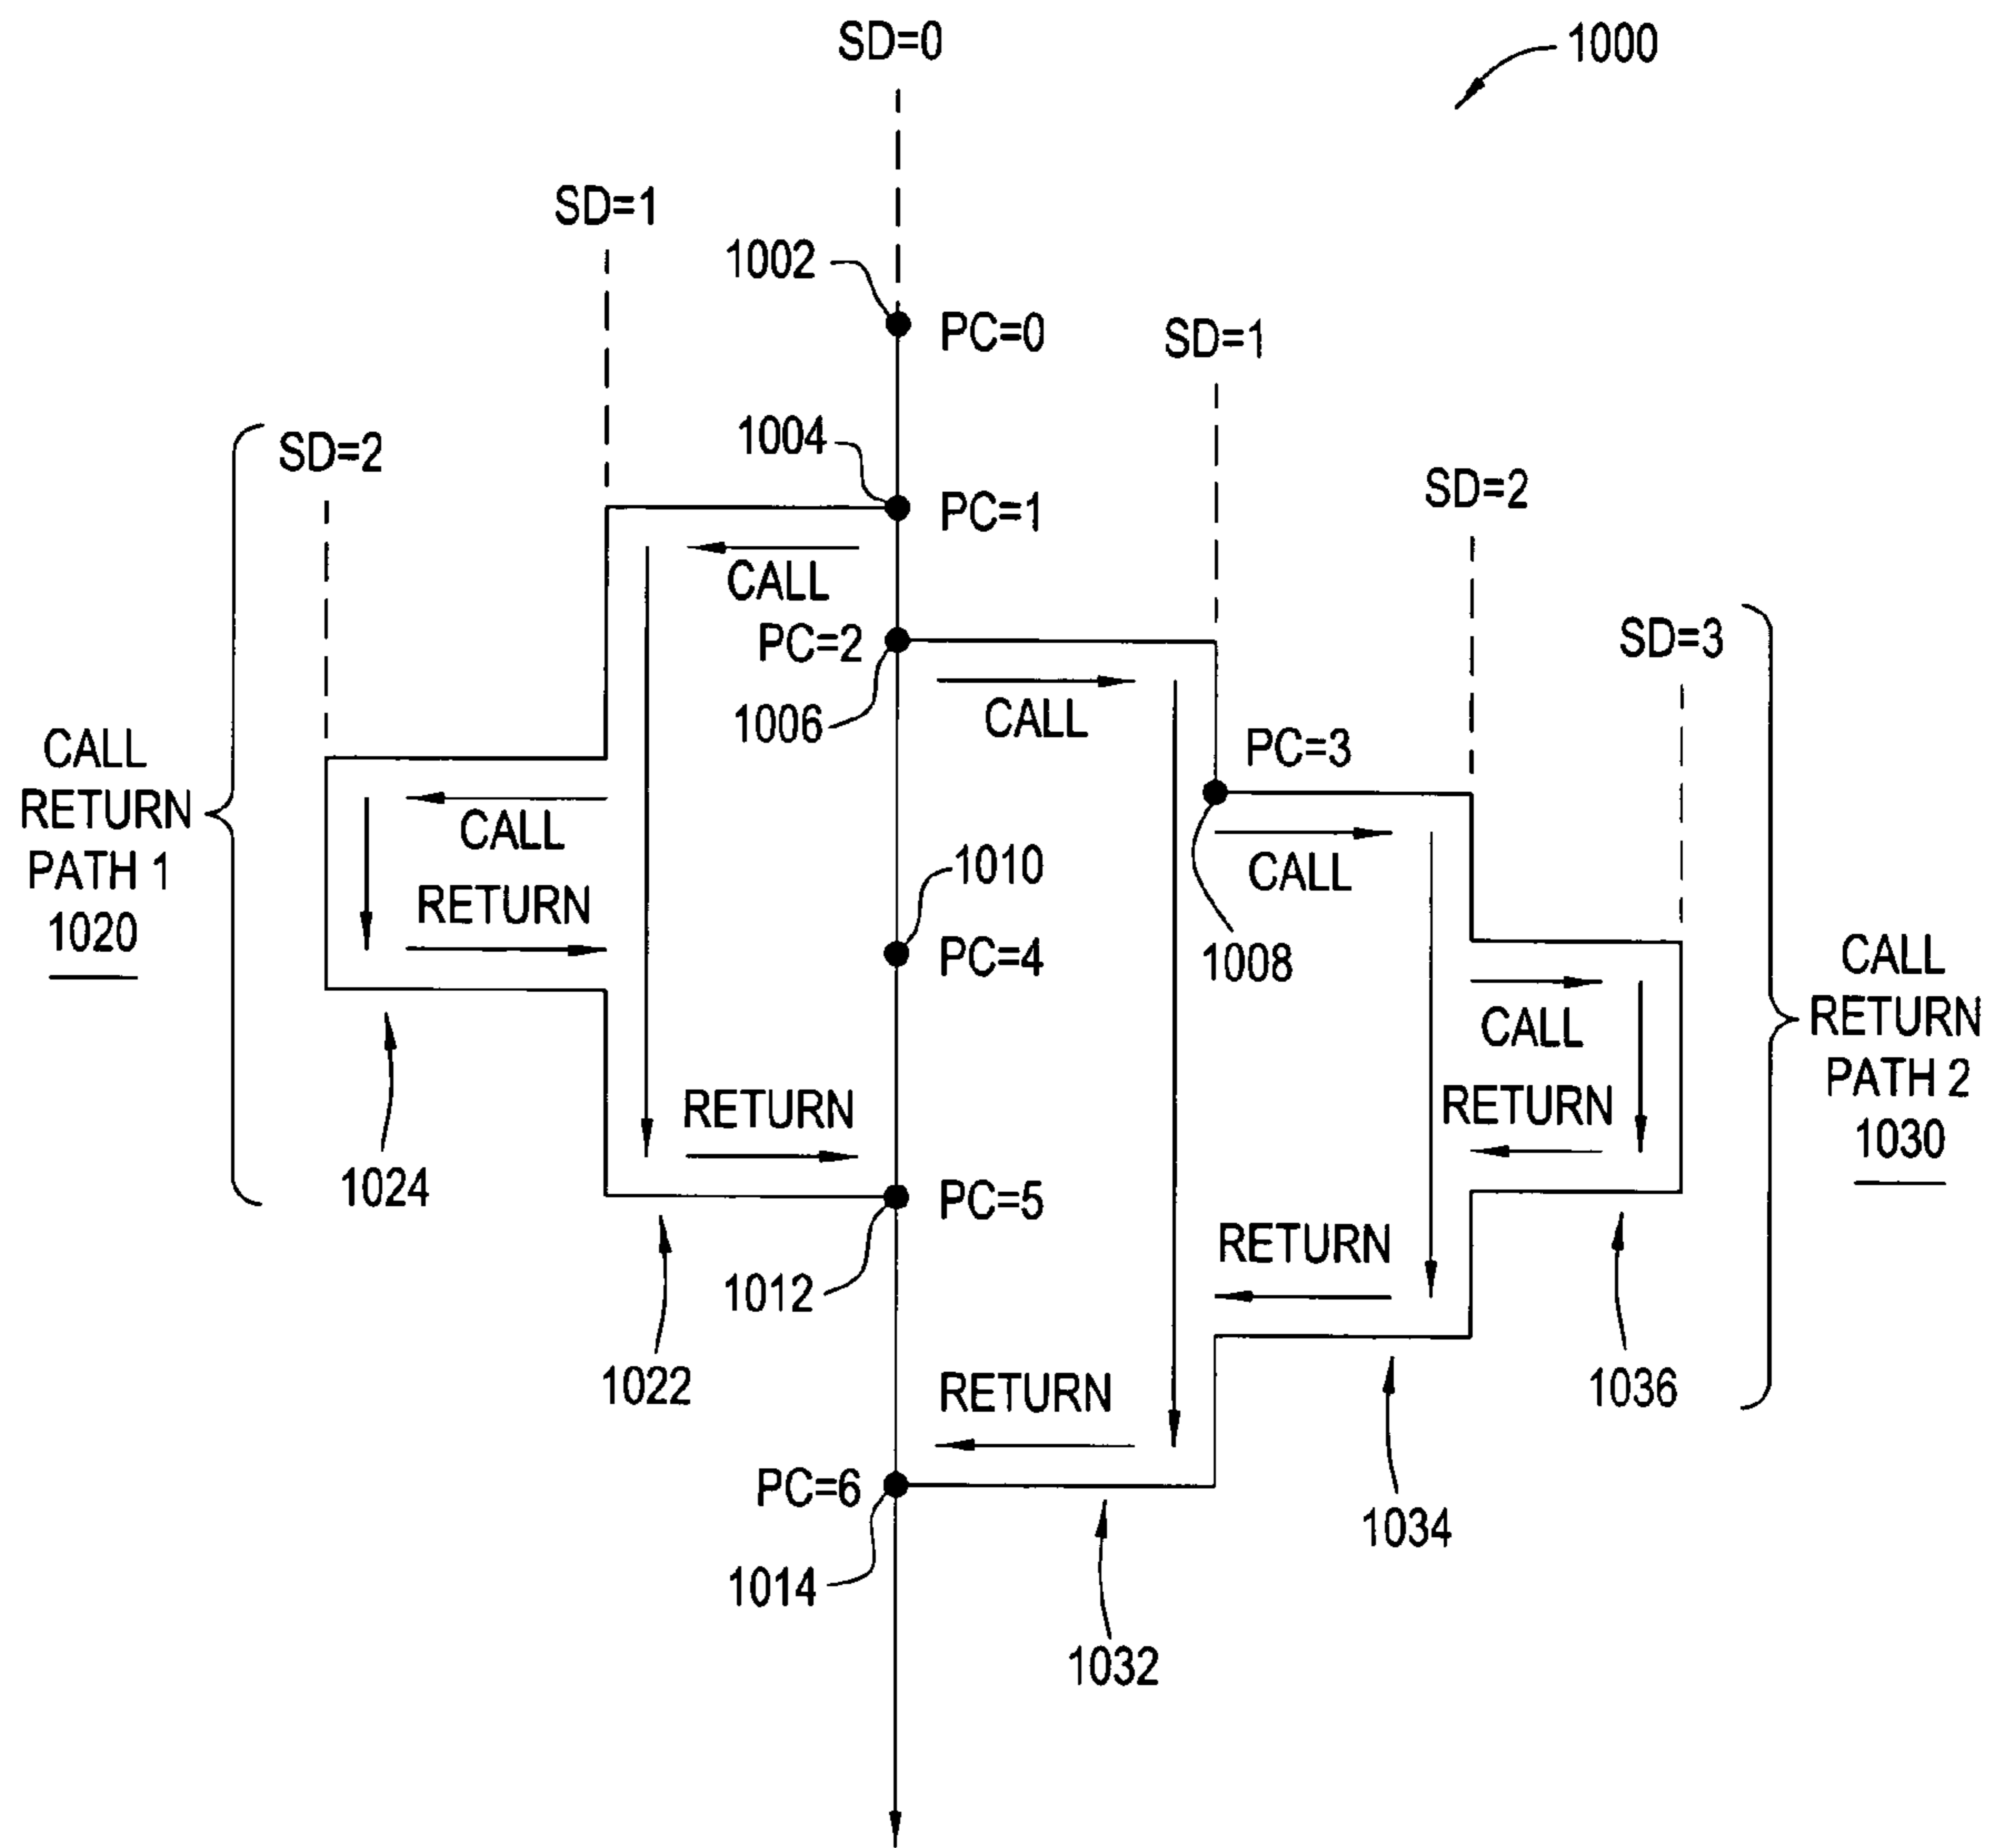 SD=0
1000
SD=1
1002
PC=0
SD=1
1004
SD=2
PC=1
SD=2
CALL
PC=2
SD=3
1006
CALL
PC=3
CALL
RETURN
PATH 1
1020
CALL
RETURN
1010
CALL
1008
PC=4
CALL
RETURN
CALL
RETURN
PATH 2
1030
RETURN
1024
PC=5
1012
RETURN
1022
RETURN
1036
PC=6
1034
1014
1032